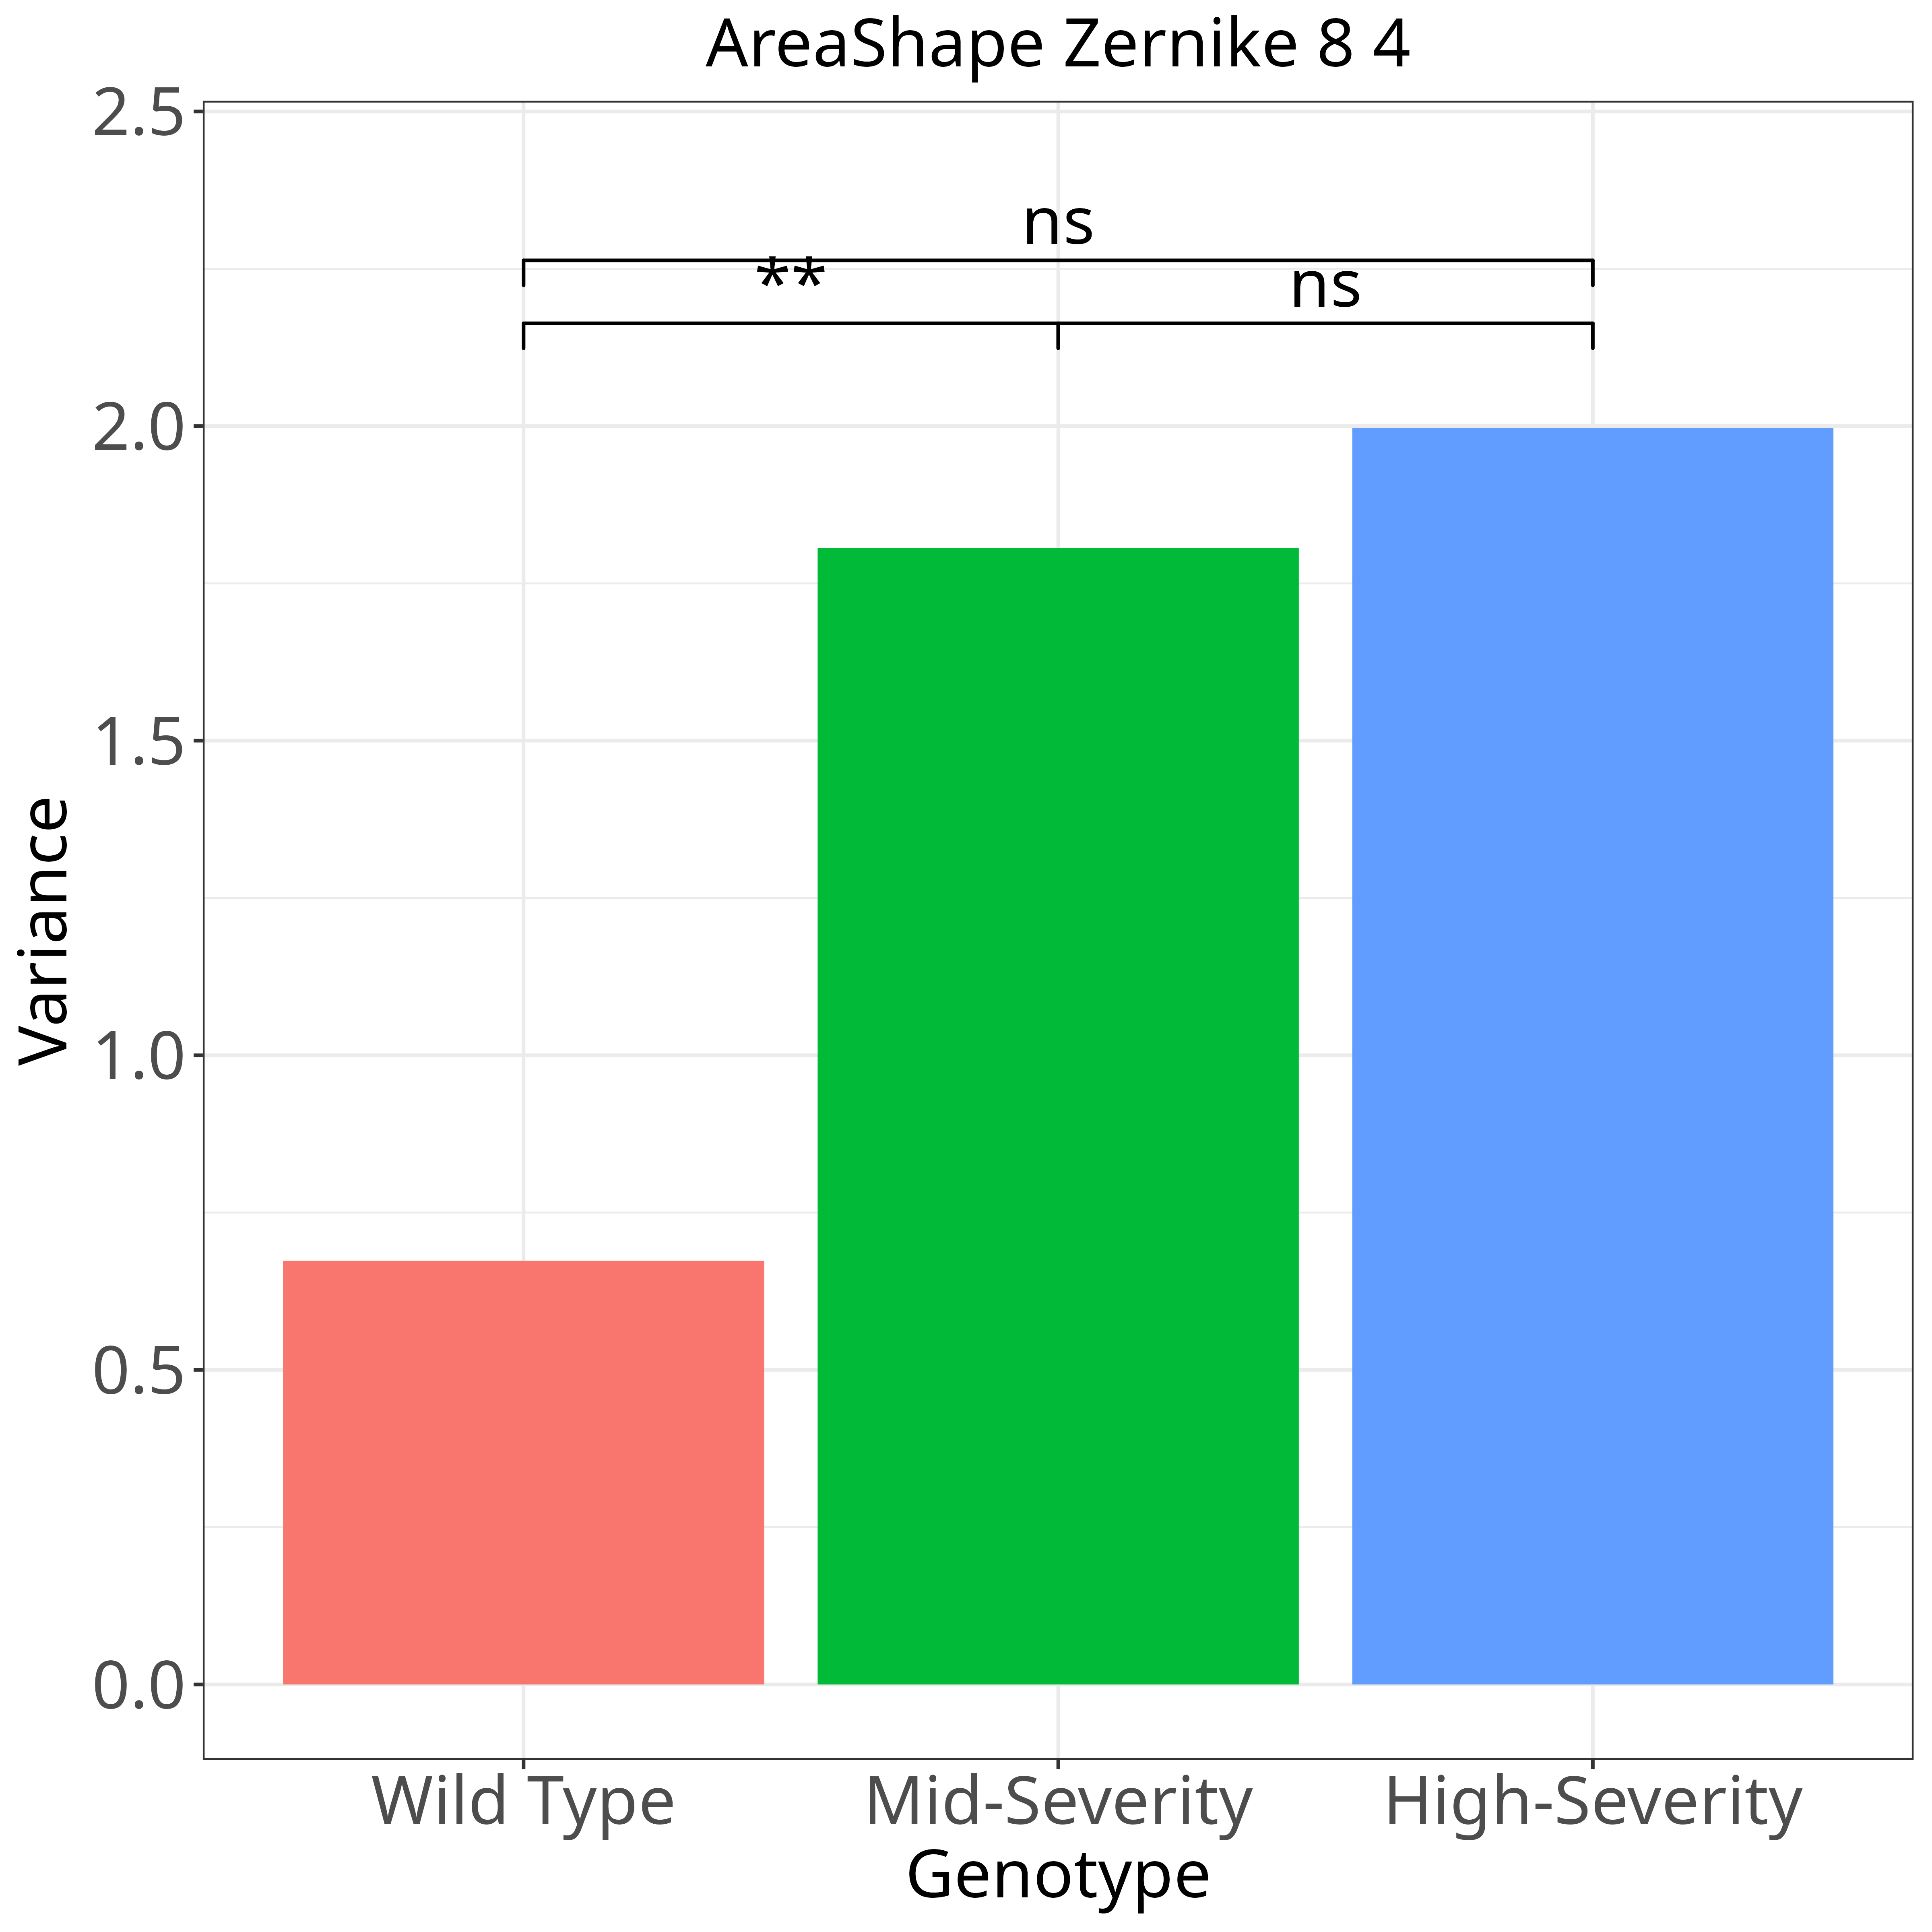 AreaShape Zernike 8 4
2.5
ns
**
ns
2.0
1.5
1.0
0.5
0.0
Variance
Wild Type Mid-Severity High-Severity
Genotype